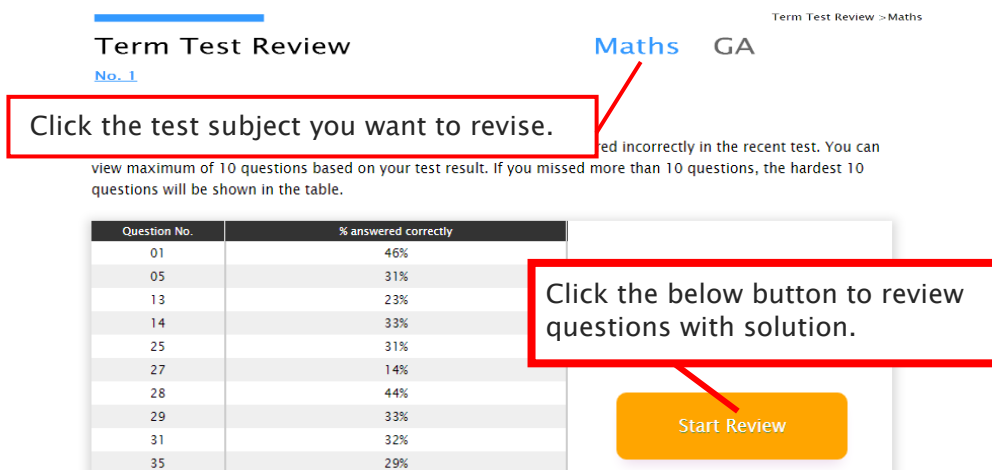 Term Test Review >Maths
Term Test Review
Maths GA
No. 1
Click the test subject you want to revise.
red incorrectly in the recent test. You can
view maximum of 10 questions based on your test result. If you missed more than 10 questions, the hardest 10
questions will be shown in the table.
Question No. % answered correctly
01 46%
05 31%
13 23%
14 33%
25 31%
27 14%
28 44%
29 33%
31 32%
35 29%
Click the below button to review
questions with solution.
Start Review